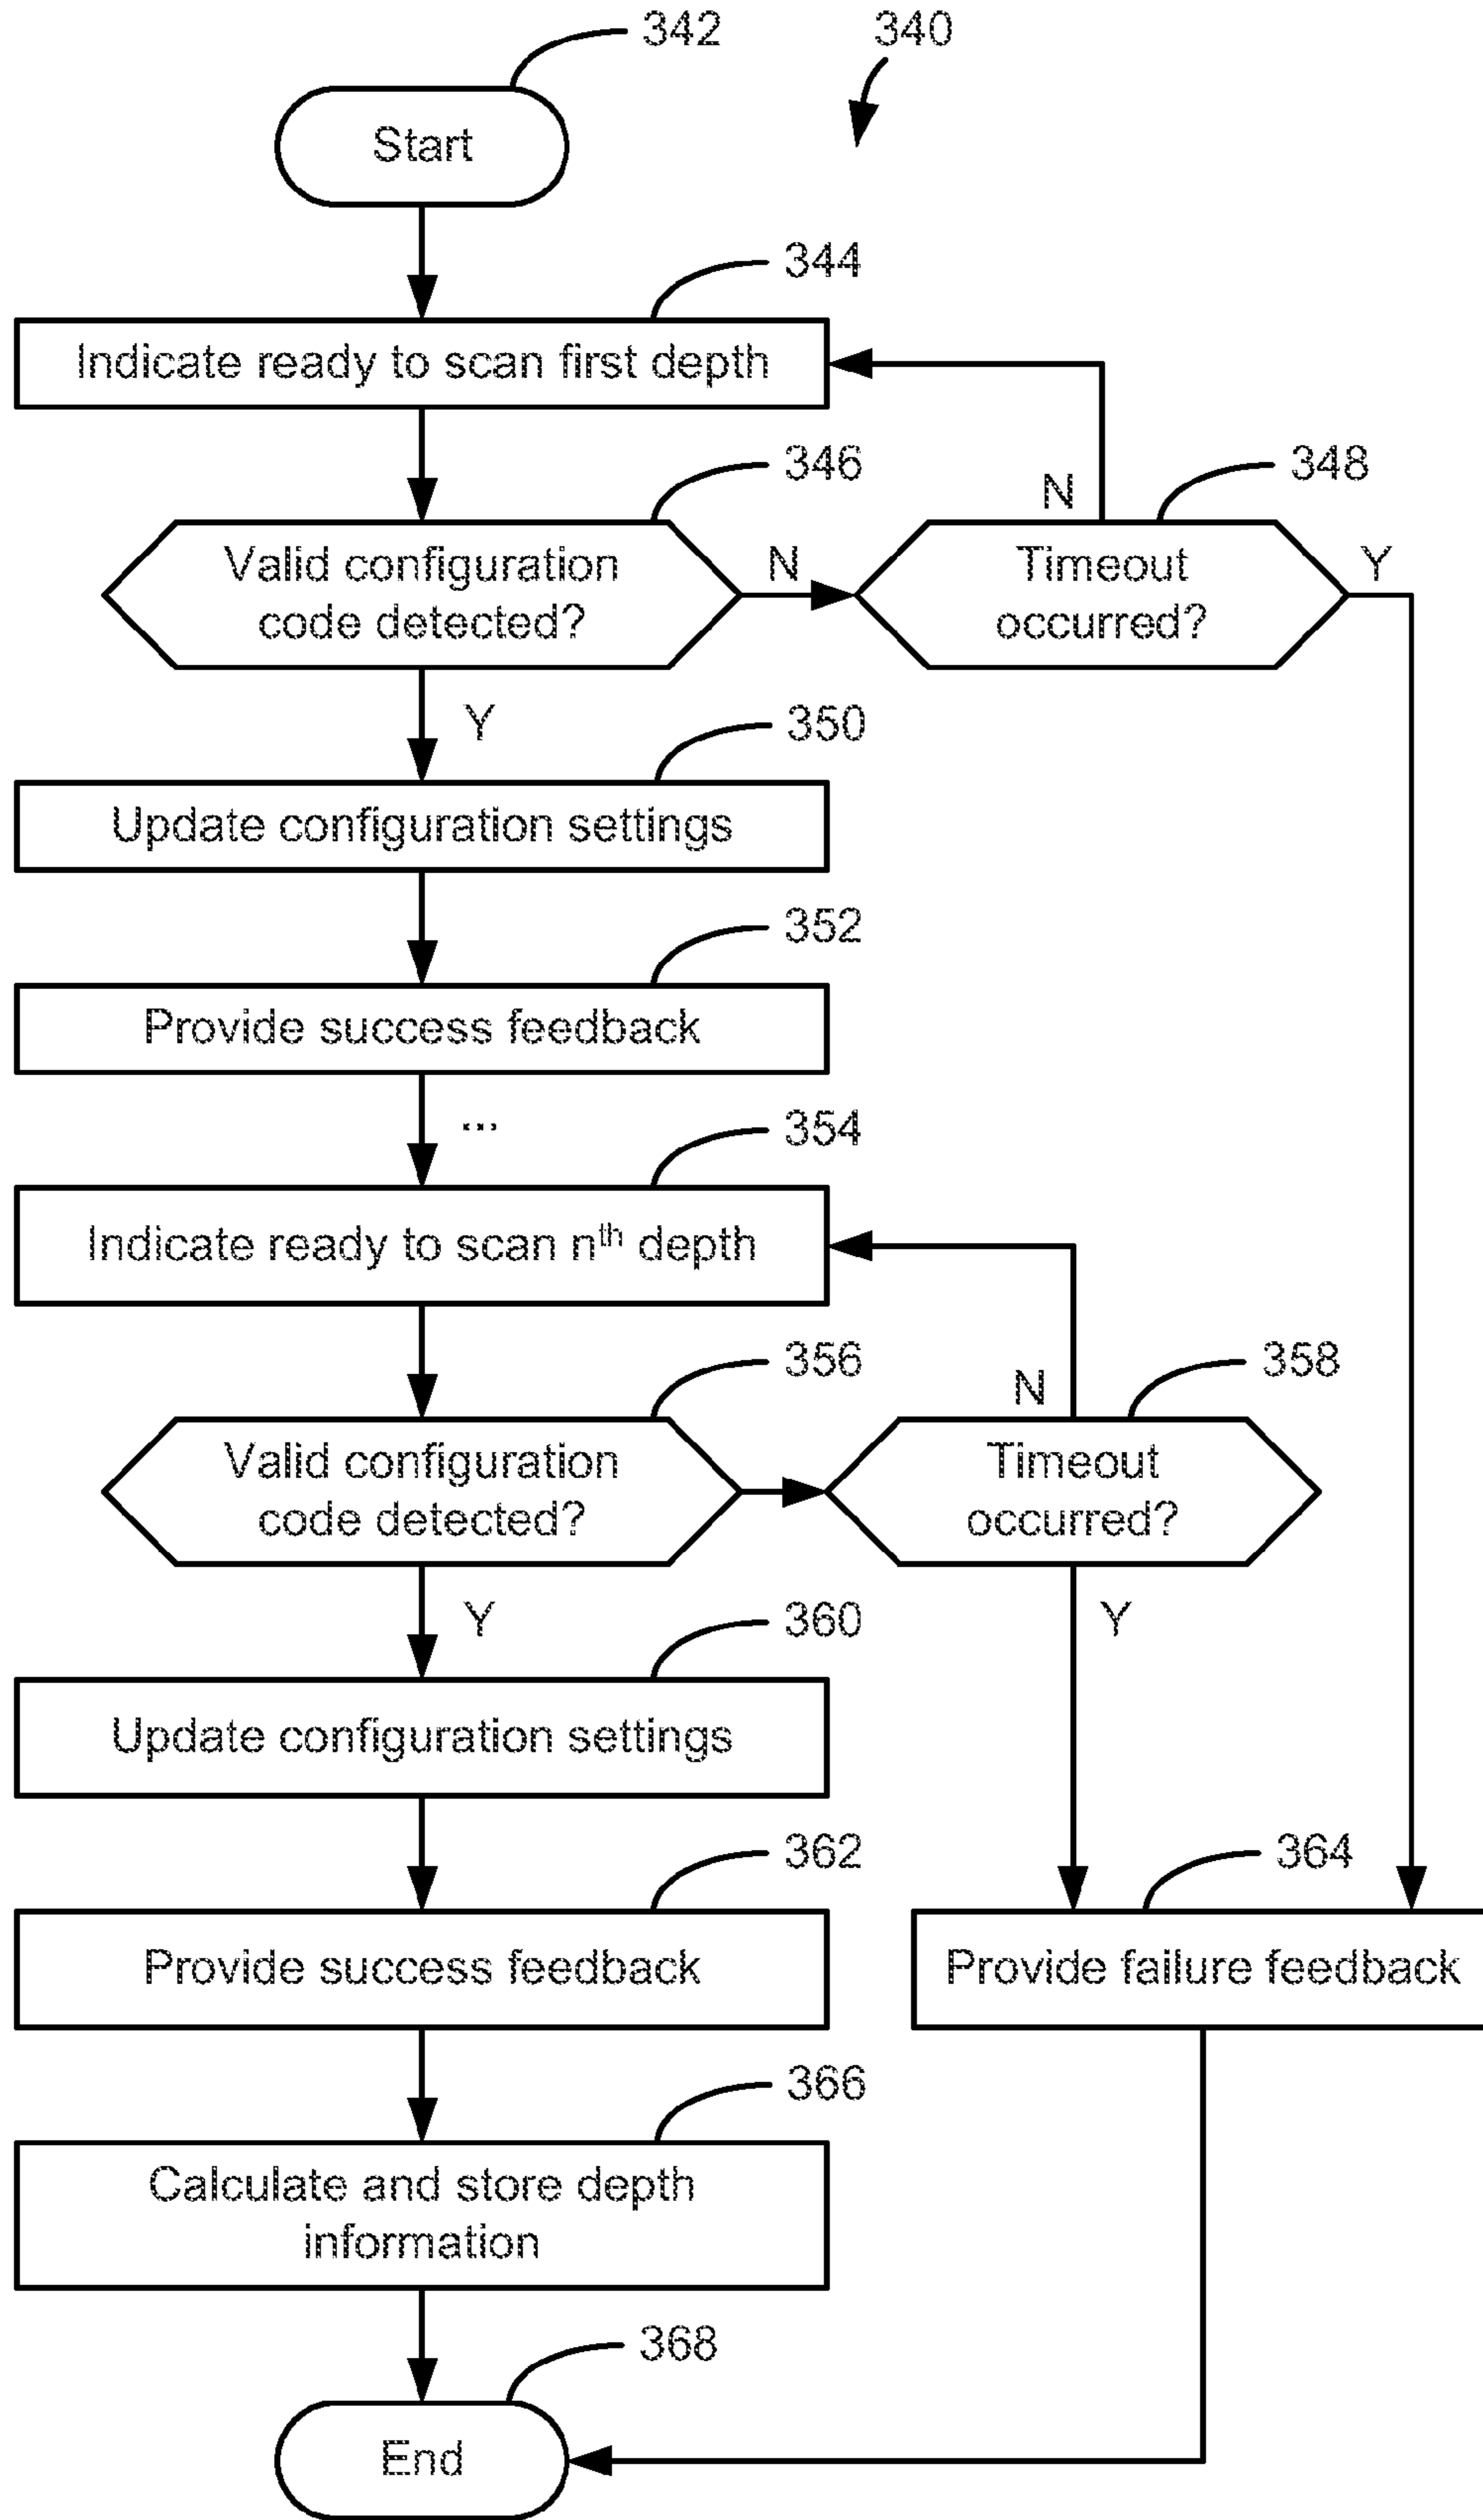 342
340
Start
344
Indicate ready to scan first depth
346
348
N
Valid configuration
code detected?
N
Timeout
occurred?
Y
Y
350
Update configuration settings
352
Provide success feedback
...
354
Indicate ready to scan nth depth
356
358
N
Valid configuration
code detected?
Timeout
occurred?
Y
Y
360
Update configuration settings
362
364
Provide success feedback
Provide failure feedback
366
Calculate and store depth
information
368
End